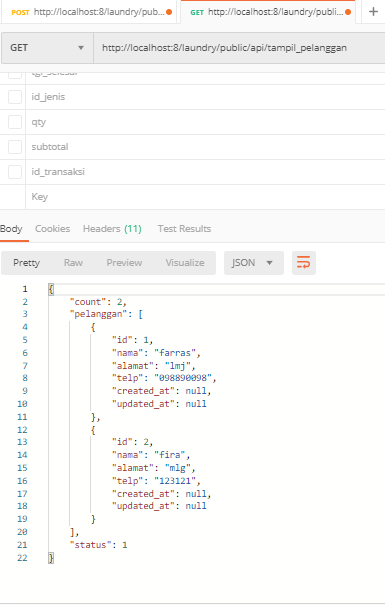 POST http://localhost:8/laundry/pub...
GET http://localhost:8/laundry/publi...
+
GET http://localhost:8/laundry/public/api/tampil_pelanggan
tgl_selesai
id_jenis
qty
subtotal
id_transaksi
Key
Body Cookies Headers (11) Test Results
Pretty Raw Preview Visualize JSON
1 {
2 "count": 2,
3 "pelanggan": [
4 {
5 "id": 1,
6 "nama": "farras",
7 "alamat": "lmj",
8 "telp": "098890098",
9 "created_at": null,
10 "updated_at": null
11 },
12 {
13 "id": 2,
14 "nama": "fira",
15 "alamat": "mlg",
16 "telp": "123121",
17 "created_at": null,
18 "updated_at": null
19 }
20 ],
21 "status": 1
22 }